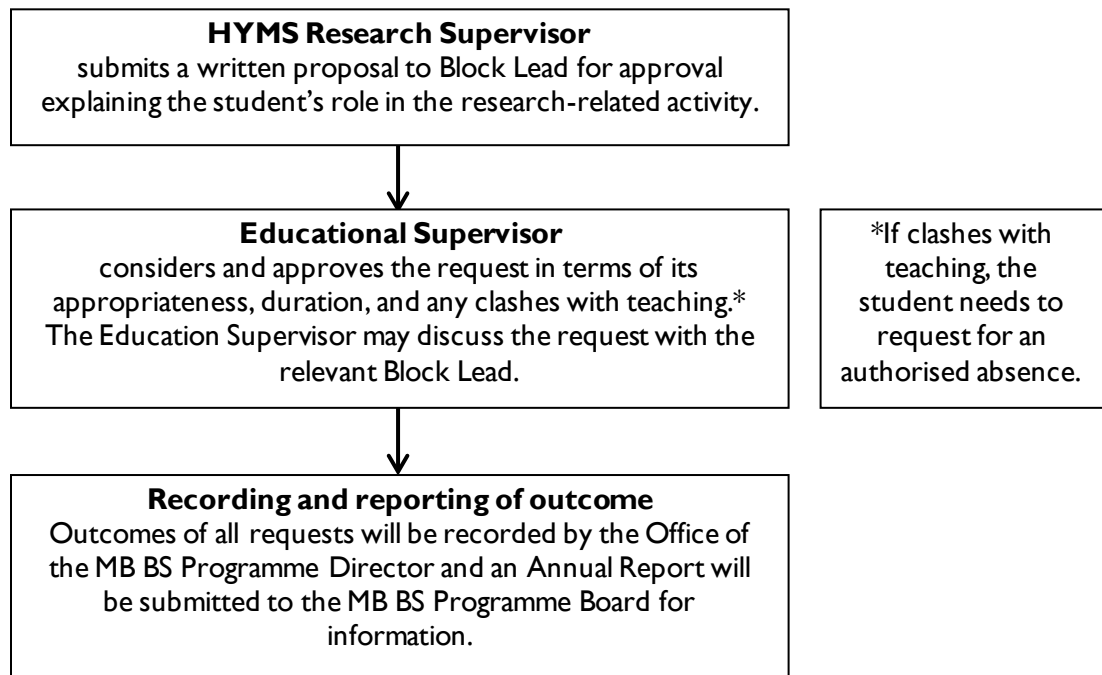 HYMS Research Supervisor
submits a written proposal to Block Lead for approval
explaining the student’s role in the research-related activity.
Educational Supervisor
considers and approves the request in terms of its
appropriateness, duration, and any clashes with teaching.*
The Education Supervisor may discuss the request with the
relevant Block Lead.
*If clashes with
teaching, the
student needs to
request for an
authorised absence.
Recording and reporting of outcome
Outcomes of all requests will be recorded by the Office of
the MB BS Programme Director and an Annual Report will
be submitted to the MB BS Programme Board for
information.